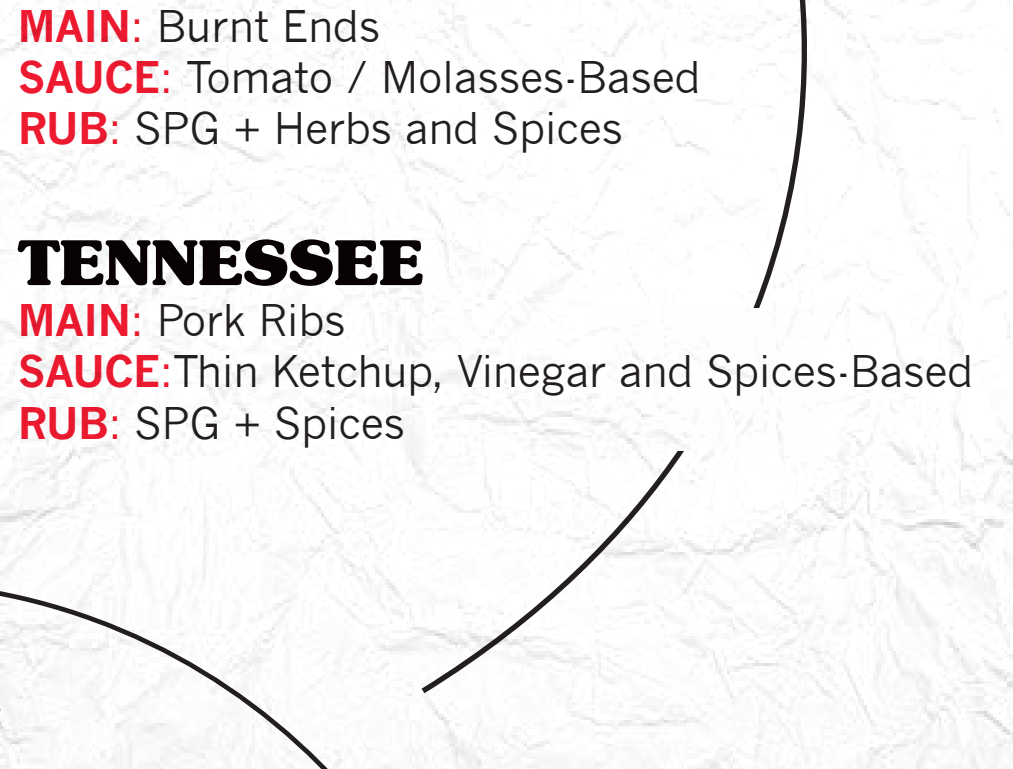 MAIN: Burnt Ends
SAUCE: Tomato / Molasses-Based
RUB: SPG + Herbs and Spices
TENNESSEE
MAIN: Pork Ribs
SAUCE:Thin Ketchup, Vinegar and Spices-Based
RUB: SPG + Spices